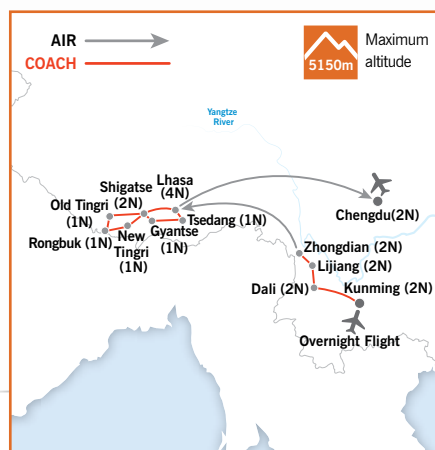 AIR
COACH
5150m
Maximum
altitude
Yangtze
River
Lhasa
(4N)
Shigatse
(2N)
Old Tingri
(1N)
Tsedang (1N)
Rongbuk (1N)
New
Tingri
(1N)
Gyantse
(1N)
Chengdu(2N)
Zhongdian (2N)
Lijiang (2N)
Dali (2N)
Kunming (2N)
Overnight Flight